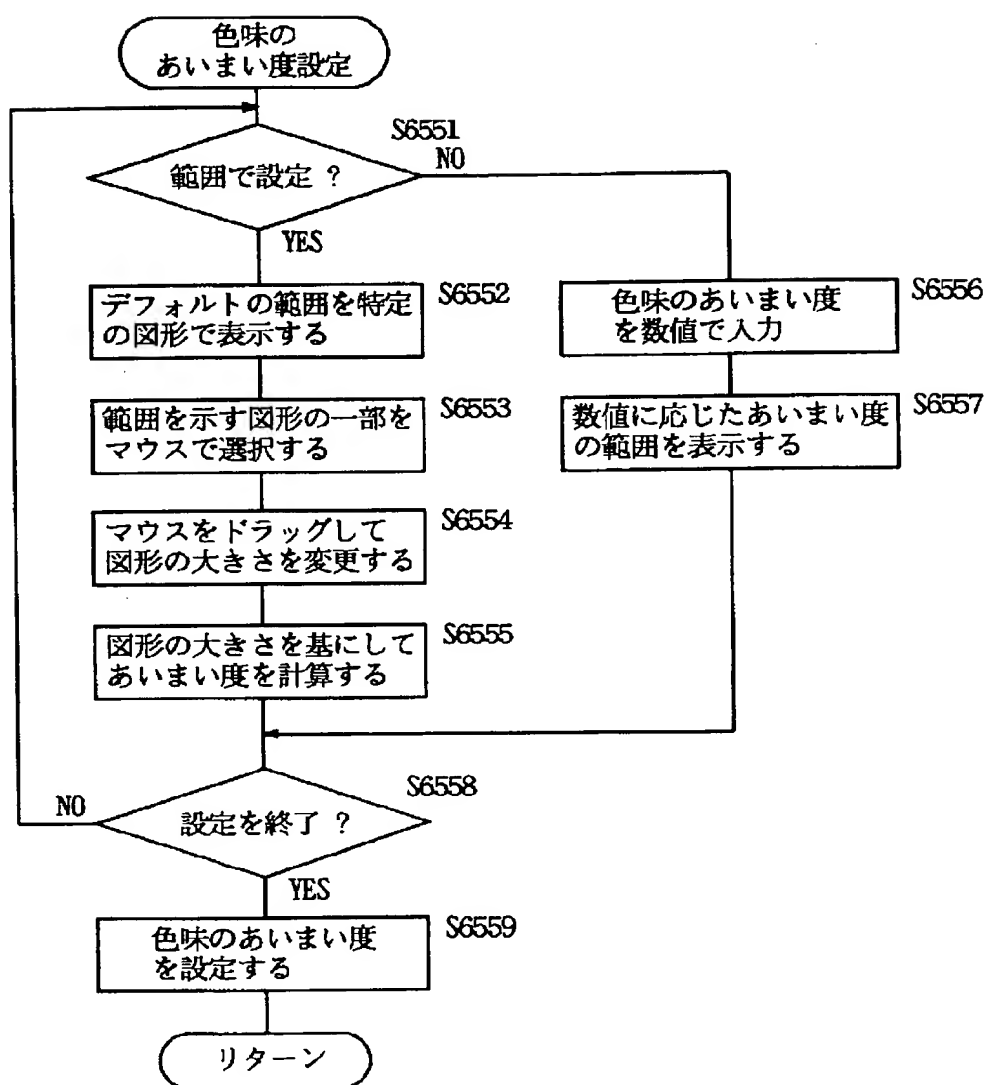 色味の
あいまい度設定
S6551
範囲で設定 ?
NO
YES
デフォルトの範囲を特定
の図形で表示する
S6552
範囲を示す図形の一部を
マウスで選択する
S6553
マウスをドラッグして
図形の大きさを変更する
S6554
図形の大きさを基にして
あいまい度を計算する
S6555
色味のあいまい度
を数値で入力
S6556
数値に応じたあいまい度
の範囲を表示する
S6557
S6558
設定を終了 ?
NO
YES
色味のあいまい度
を設定する
S6559
リターン